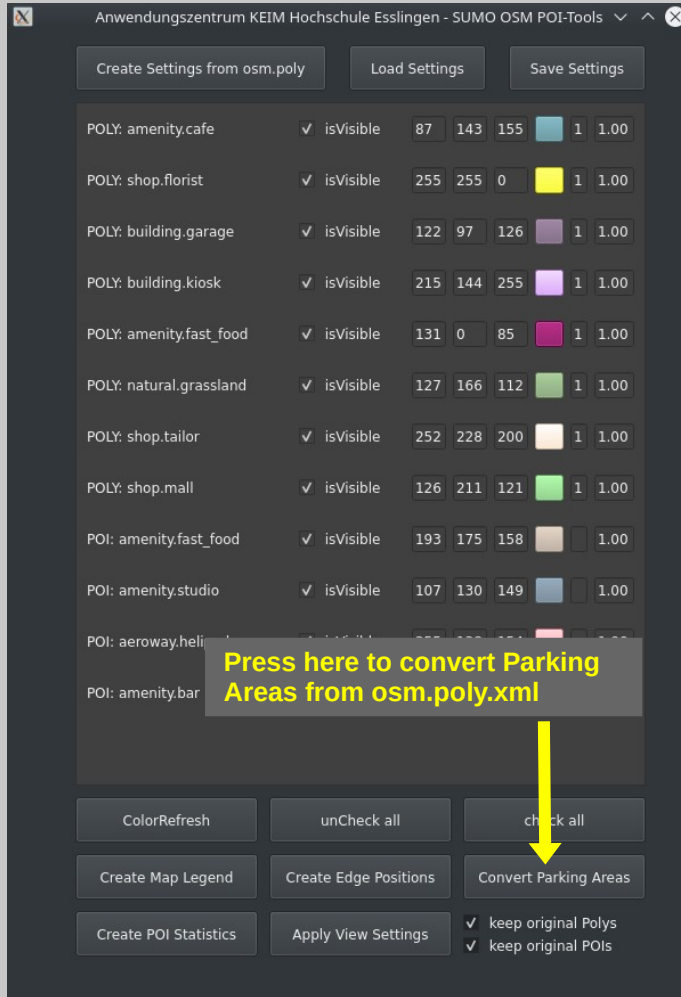 Anwendungszentrum KEIM Hochschule Esslingen - SUMO OSM POI-Tools
Create Settings from osm.poly Load Settings Save Settings
POLY: amenity.cafe isVisible 87 143 155 1 1.00
POLY: shop.florist isVisible 255 255 0 1 1.00
POLY: building.garage isVisible 122 97 126 1 1.00
POLY: building.kiosk isVisible 215 144 255 1 1.00
POLY: amenity.fast_food isVisible 131 0 85 1 1.00
POLY: natural.grassland isVisible 127 166 112 1 1.00
POLY: shop.tailor isVisible 252 228 200 1 1.00
POLY: shop.mall isVisible 126 211 121 1 1.00
POI: amenity.fast_food isVisible 193 175 158 1.00
POI: amenity.studio isVisible 107 130 149 1.00
POI:
Press here to convert Parking
Areas from osm.poly.xml
POI: amenity.bar
ColorRefresh unCheck all check all
Create Map Legend Create Edge Positions Convert Parking Areas
Create POI Statistics Apply View Settings keep original Polys
keep original POIs